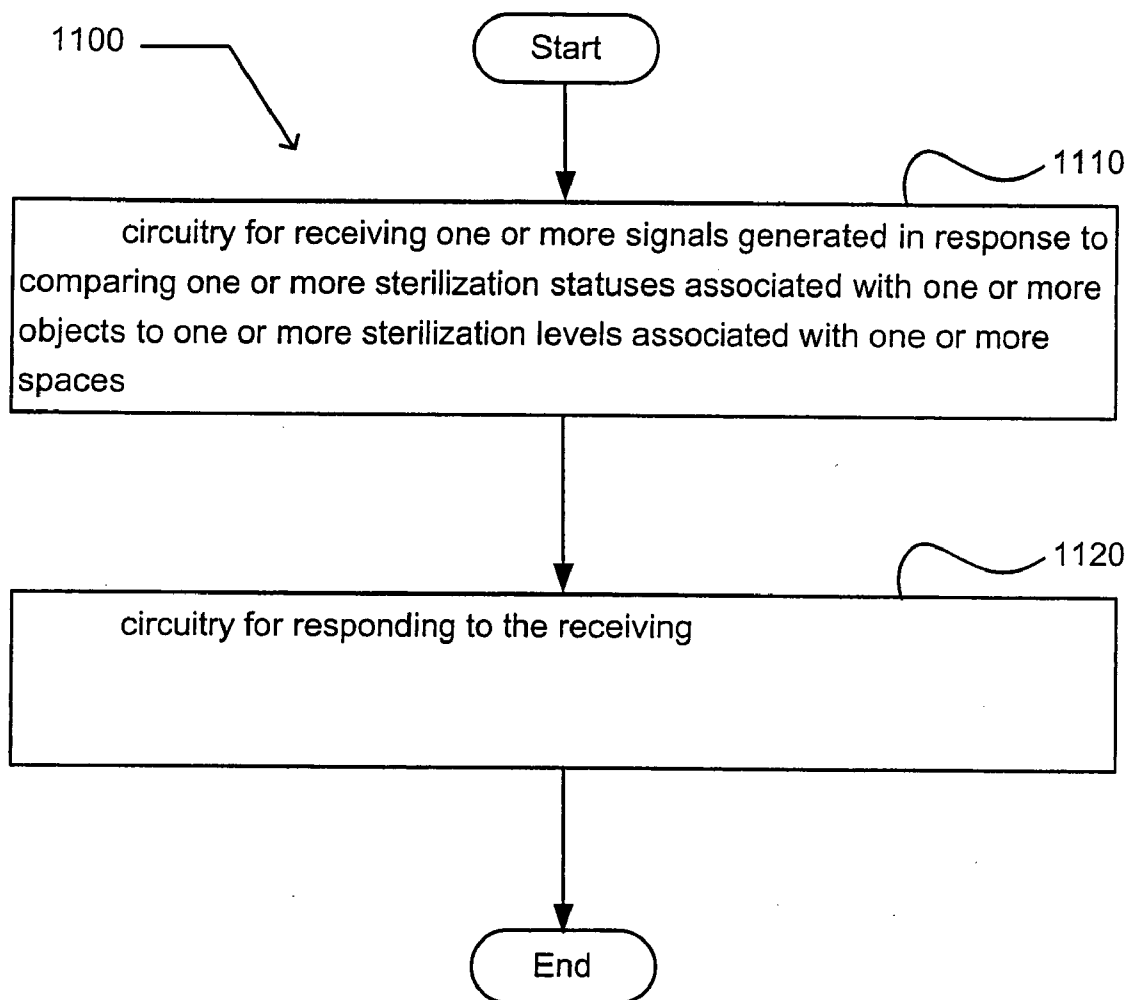 1100
Start
1110
circuitry for receiving one or more signals generated in response to
comparing one or more sterilization statuses associated with one or more
objects to one or more sterilization levels associated with one or more
spaces
1120
circuitry for responding to the receiving
End